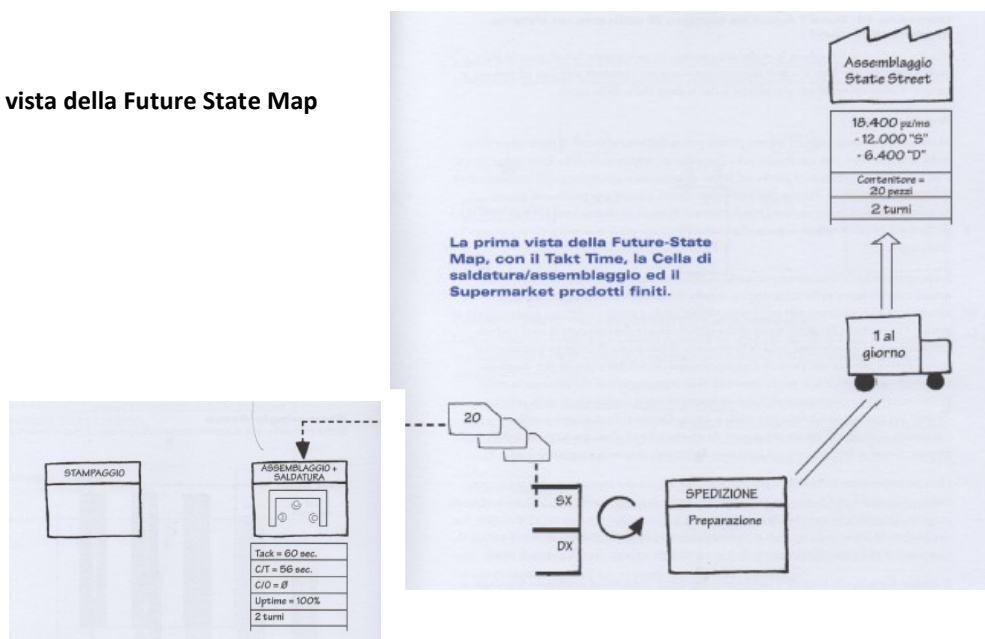 vista della Future State Map
Assemblaggio
State Street
18.400 pz/ms
- 12.000 "S"
- 6.400 "D"
Contenitore =
20 pezzi
2 turni
La prima vista della Future-State
Map, con il Takt Time, la Cella di
saldatura/assemblaggio ed il
Supermarket prodotti finiti.
1 al
giorno
20
SX
DX
SPEDIZIONE
Preparazione
STAMPAGGIO
ASSEMBLAGGIO +
SALDATURA
Tack = 60 sec.
C/T = 56 sec.
C/O = Ø
Uptime = 100%
2 turni